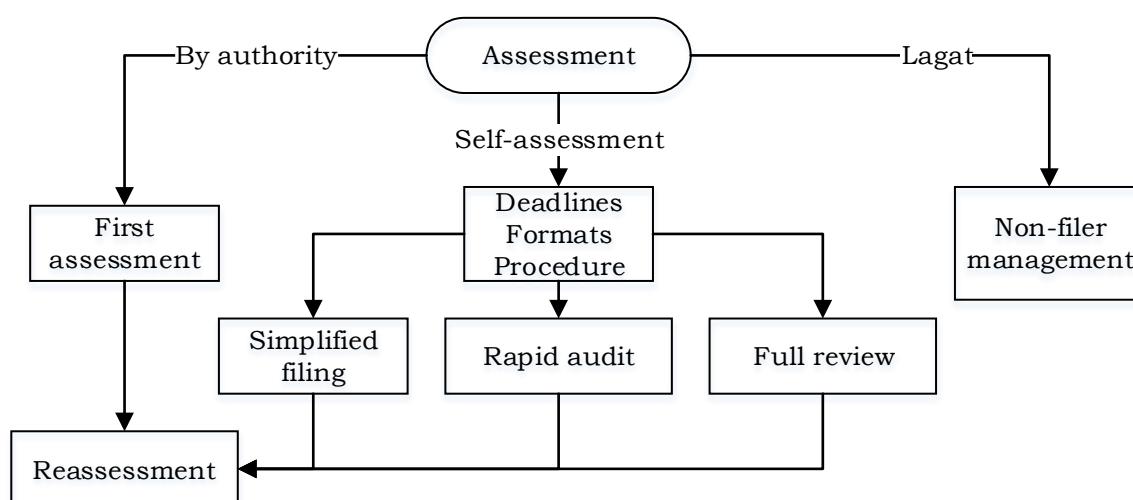 By authority
Assessment
Lagat
Self-assessment
First
assessment
Deadlines
Formats
Procedure
Non-filer
management
Simplified
filing
Rapid audit
Full review
Reassessment